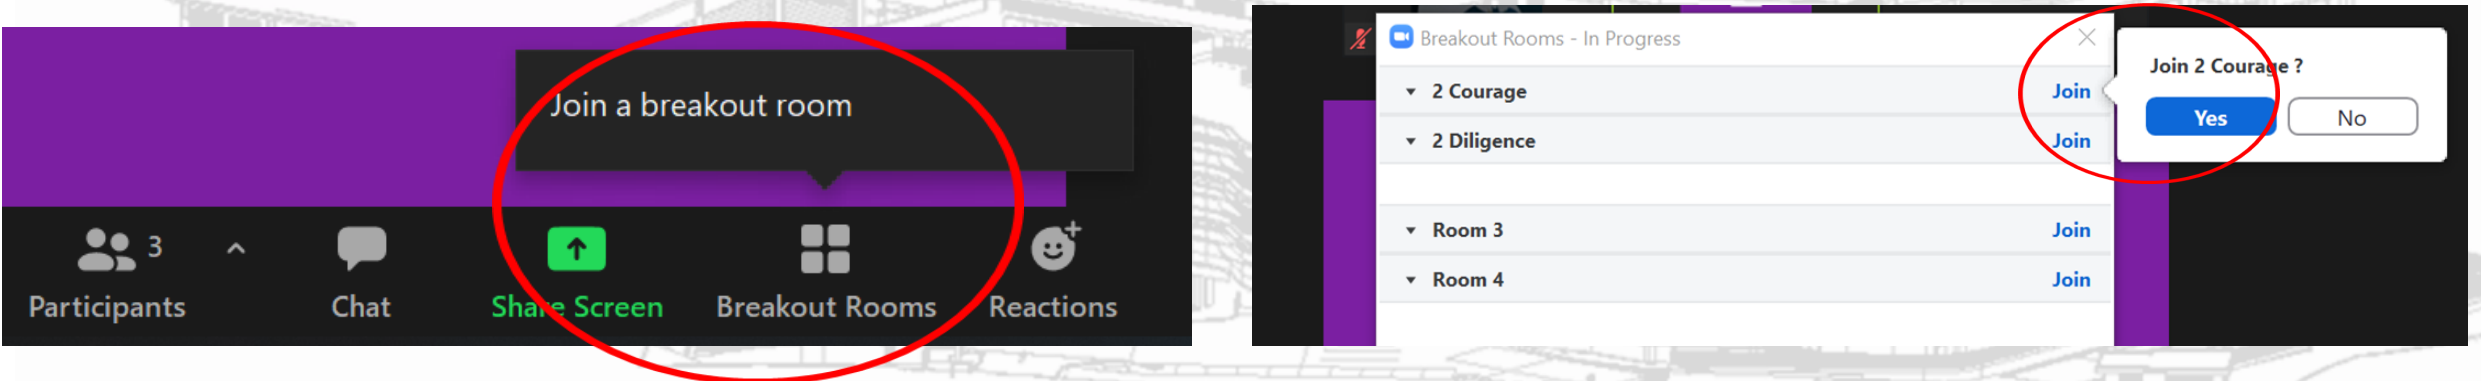 Join a breakout room
3
Participants
Chat
Share Screen
Breakout Rooms
Reactions
Breakout Rooms - In Progress
2 Courage Join
2 Diligence Join
Room 3 Join
Room 4 Join
Join 2 Courage ?
Yes No